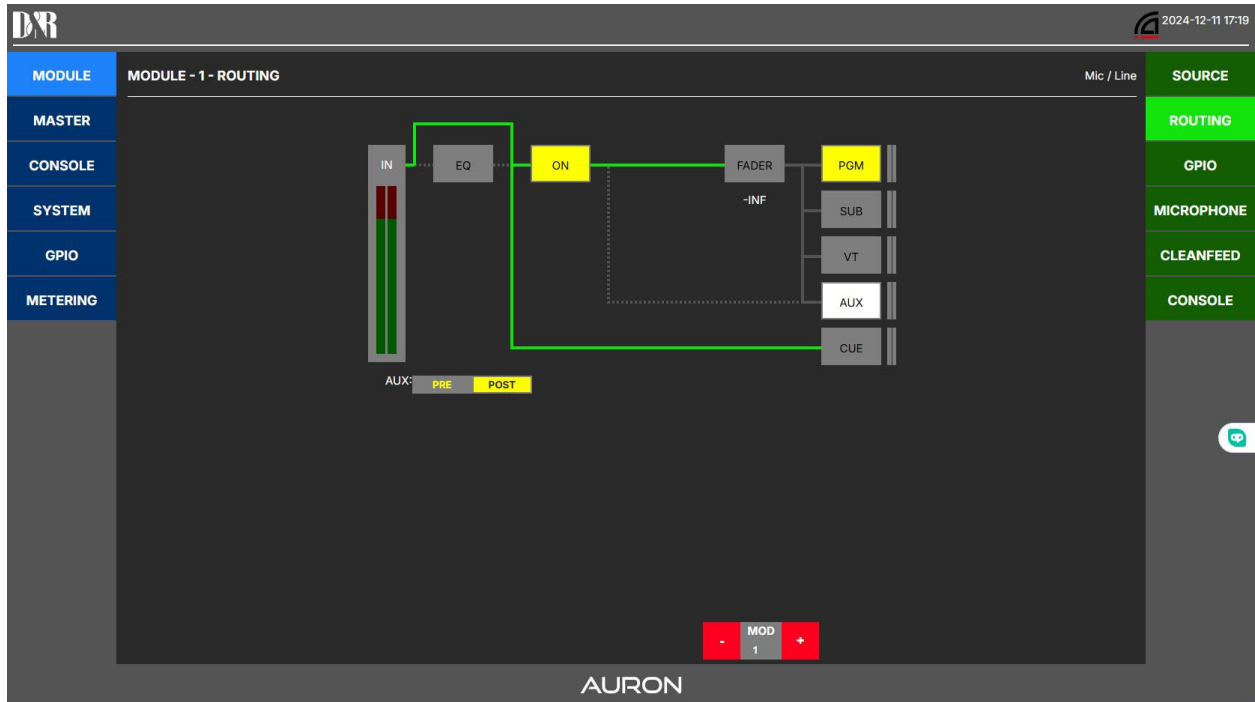 D&R
2024-12-11 17:19
MODULE
MASTER
CONSOLE
SYSTEM
GPIO
METERING
MODULE - 1 - ROUTING
Mic / Line
IN
EQ
ON
FADER
-INF
PGM
SUB
VT
AUX
CUE
AUX:
PRE
POST
-
MOD
1
+
SOURCE
ROUTING
GPIO
MICROPHONE
CLEANFEED
CONSOLE
AURON